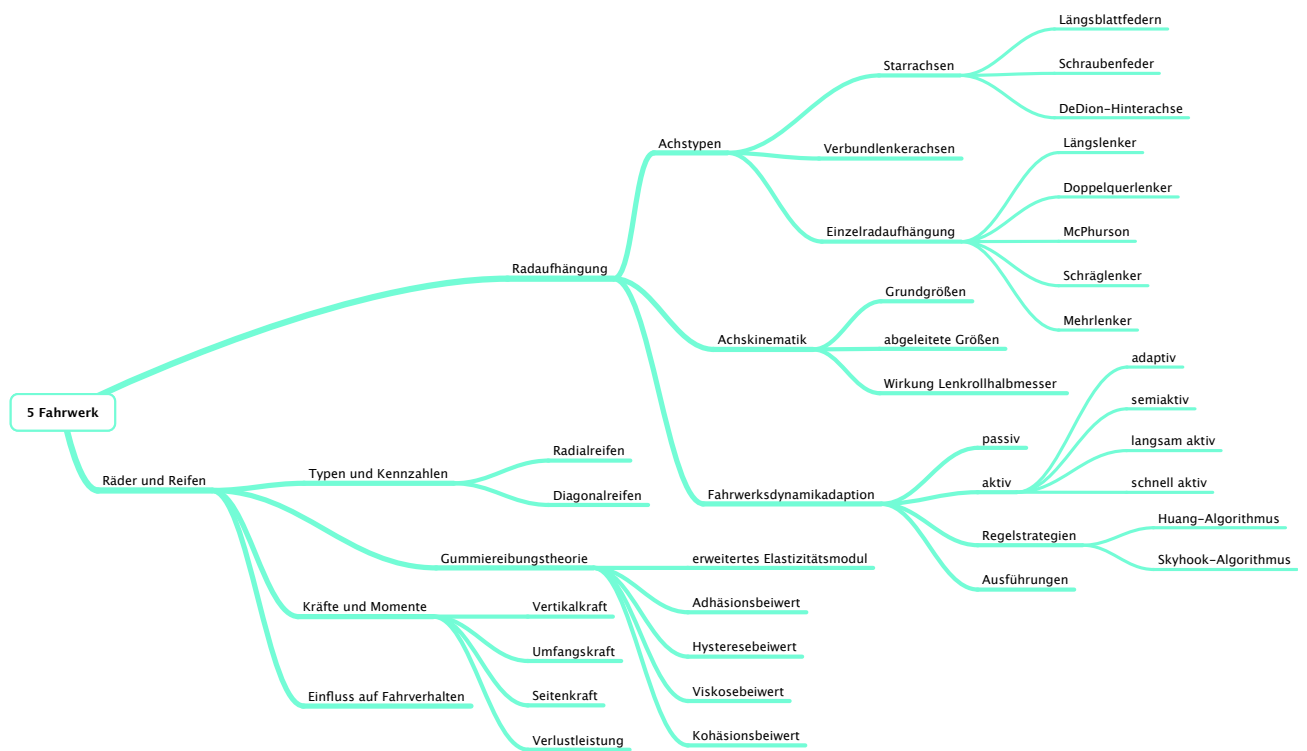 5 Fahrwerk
Radaufhängung
Achstypen
Starrachsen
Längsblattfedern
Schraubenfeder
DeDion-Hinterachse
Verbundlenkerachsen
Einzelradaufhängung
Längslenker
Doppelquerlenker
McPhurson
Schräglenker
Mehrlenker
Achskinematik
Grundgrößen
abgeleitete Größen
Wirkung Lenkrollhalbmesser
Fahrwerksdynamikadaption
passiv
aktiv
adaptiv
semiaktiv
langsam aktiv
schnell aktiv
Regelstrategien
Huang-Algorithmus
Skyhook-Algorithmus
Ausführungen
Räder und Reifen
Typen und Kennzahlen
Radialreifen
Diagonalreifen
Gummiereibungstheorie
erweitertes Elastizitätsmodul
Adhäsionsbeiwert
Hysteresebeiwert
Viskosebeiwert
Kohäsionsbeiwert
Kräfte und Momente
Vertikalkraft
Umfangskraft
Seitenkraft
Verlustleistung
Einfluss auf Fahrverhalten